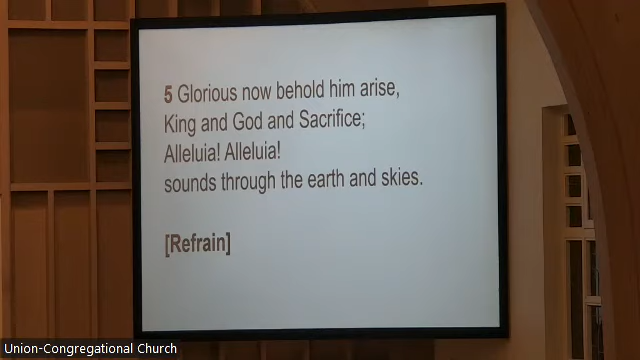 5 Glorious now behold him arise,
King and God and Sacrifice;
Alleluia! Alleluia!
sounds through the earth and skies.
[Refrain]
Union-Congregational Church